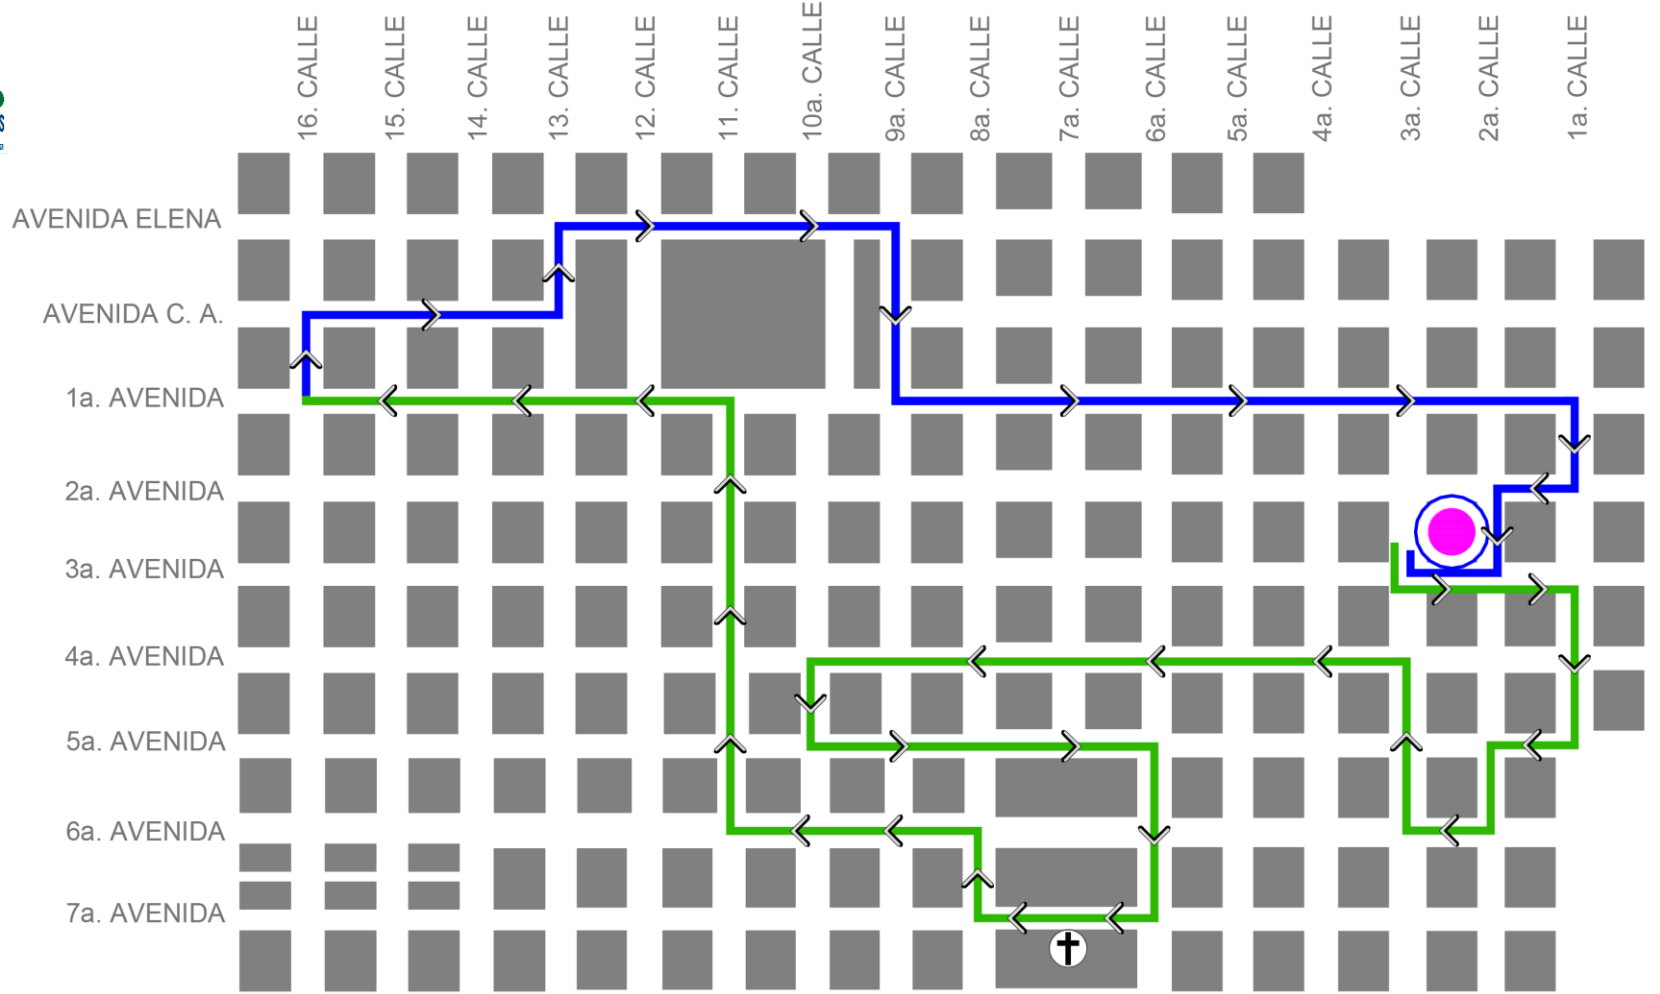 16. CALLE
15. CALLE
14. CALLE
13. CALLE
12. CALLE
11. CALLE
10a. CALLE
9a. CALLE
8a. CALLE
7a. CALLE
6a. CALLE
5a. CALLE
4a. CALLE
3a. CALLE
2a. CALLE
1a. CALLE
AVENIDA ELENA
AVENIDA C. A.
1a. AVENIDA
2a. AVENIDA
3a. AVENIDA
4a. AVENIDA
5a. AVENIDA
6a. AVENIDA
7a. AVENIDA